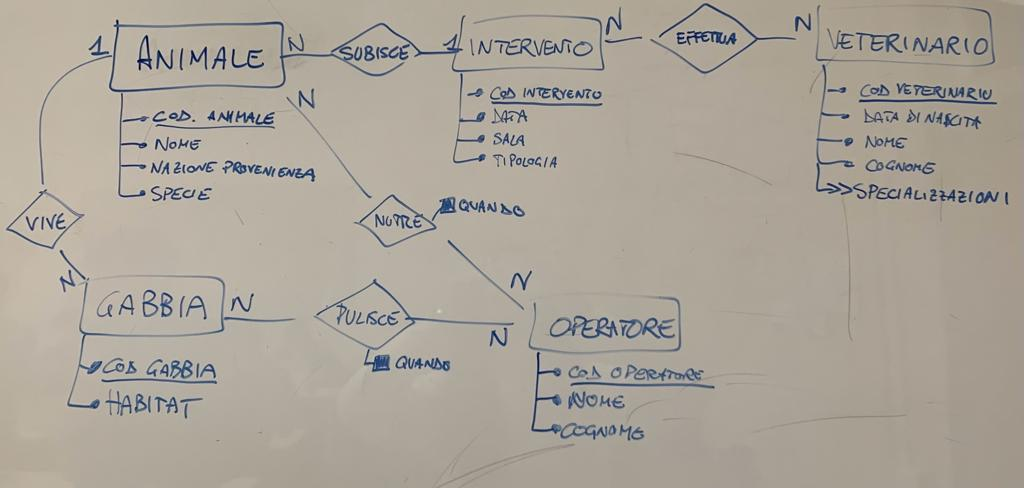 1 ANIMALE N SUBISCE 1 INTERVENTO N EFFETTUA N VETERINARIO
COD. ANIMALE
NOME
NAZIONE PROVENIENZA
SPECIE
N
COD INTERVENTO
DATA
SALA
TIPOLOGIA
COD VETERINARIO
DATA DI NASCITA
NOME
COGNOME
SPECIALIZZAZIONI
VIVE
N
NUTRE
QUANDO
N
GABBIA N PULISCE N OPERATORE
QUANDO
COD GABBIA
HABITAT
COD OPERATORE
NOME
COGNOME